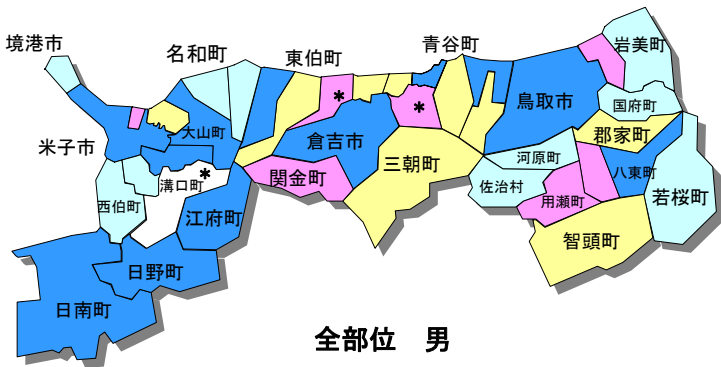 境港市
名和町
東伯町
青谷町
岩美町
鳥取市
国府町
大山町
米子市
倉吉市
郡家町
三朝町
河原町
八東町
溝口町
*
*
*
関金町
佐治村
用瀬町
若桜町
西伯町
江府町
智頭町
日野町
日南町
全部位 男